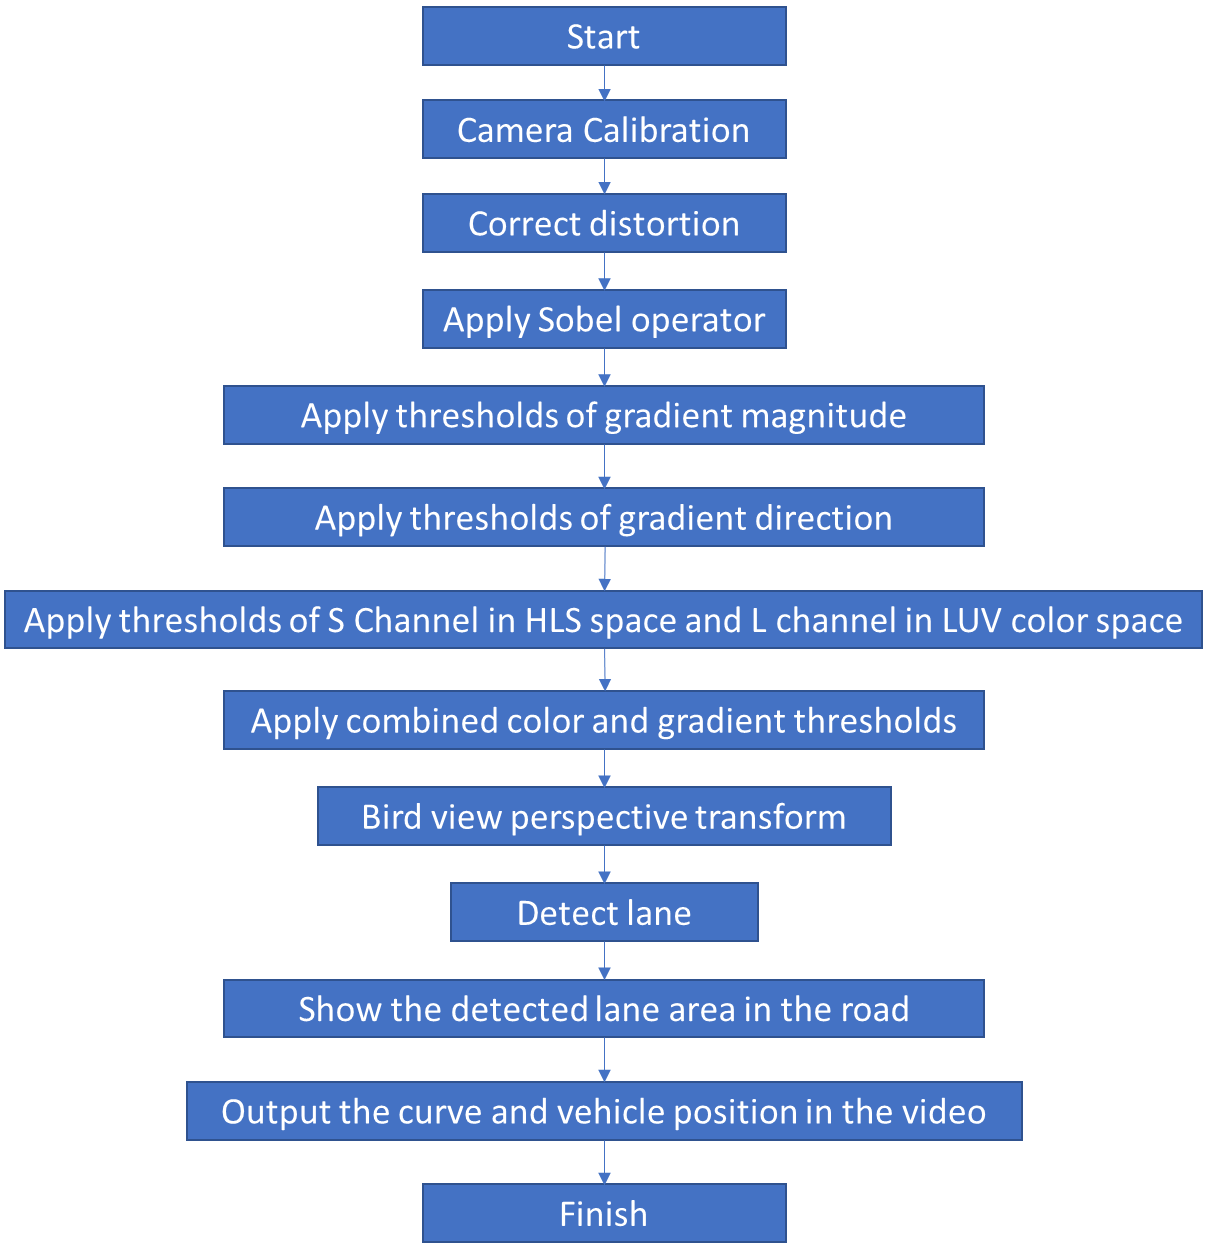 Start
Camera Calibration
Correct distortion
Apply Sobel operator
Apply thresholds of gradient magnitude
Apply thresholds of gradient direction
Apply thresholds of S Channel in HLS space and L channel in LUV color space
Apply combined color and gradient thresholds
Bird view perspective transform
Detect lane
Show the detected lane area in the road
Output the curve and vehicle position in the video
Finish